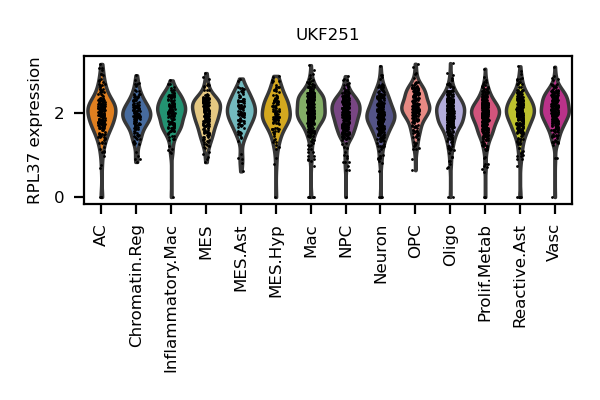 UKF251
RPL37 expression
2
0
AC
Chromatin.Reg
Inflammatory.Mac
MES
MES.Ast
MES.Hyp
Mac
NPC
Neuron
OPC
Oligo
Prolif.Metab
Reactive.Ast
Vasc